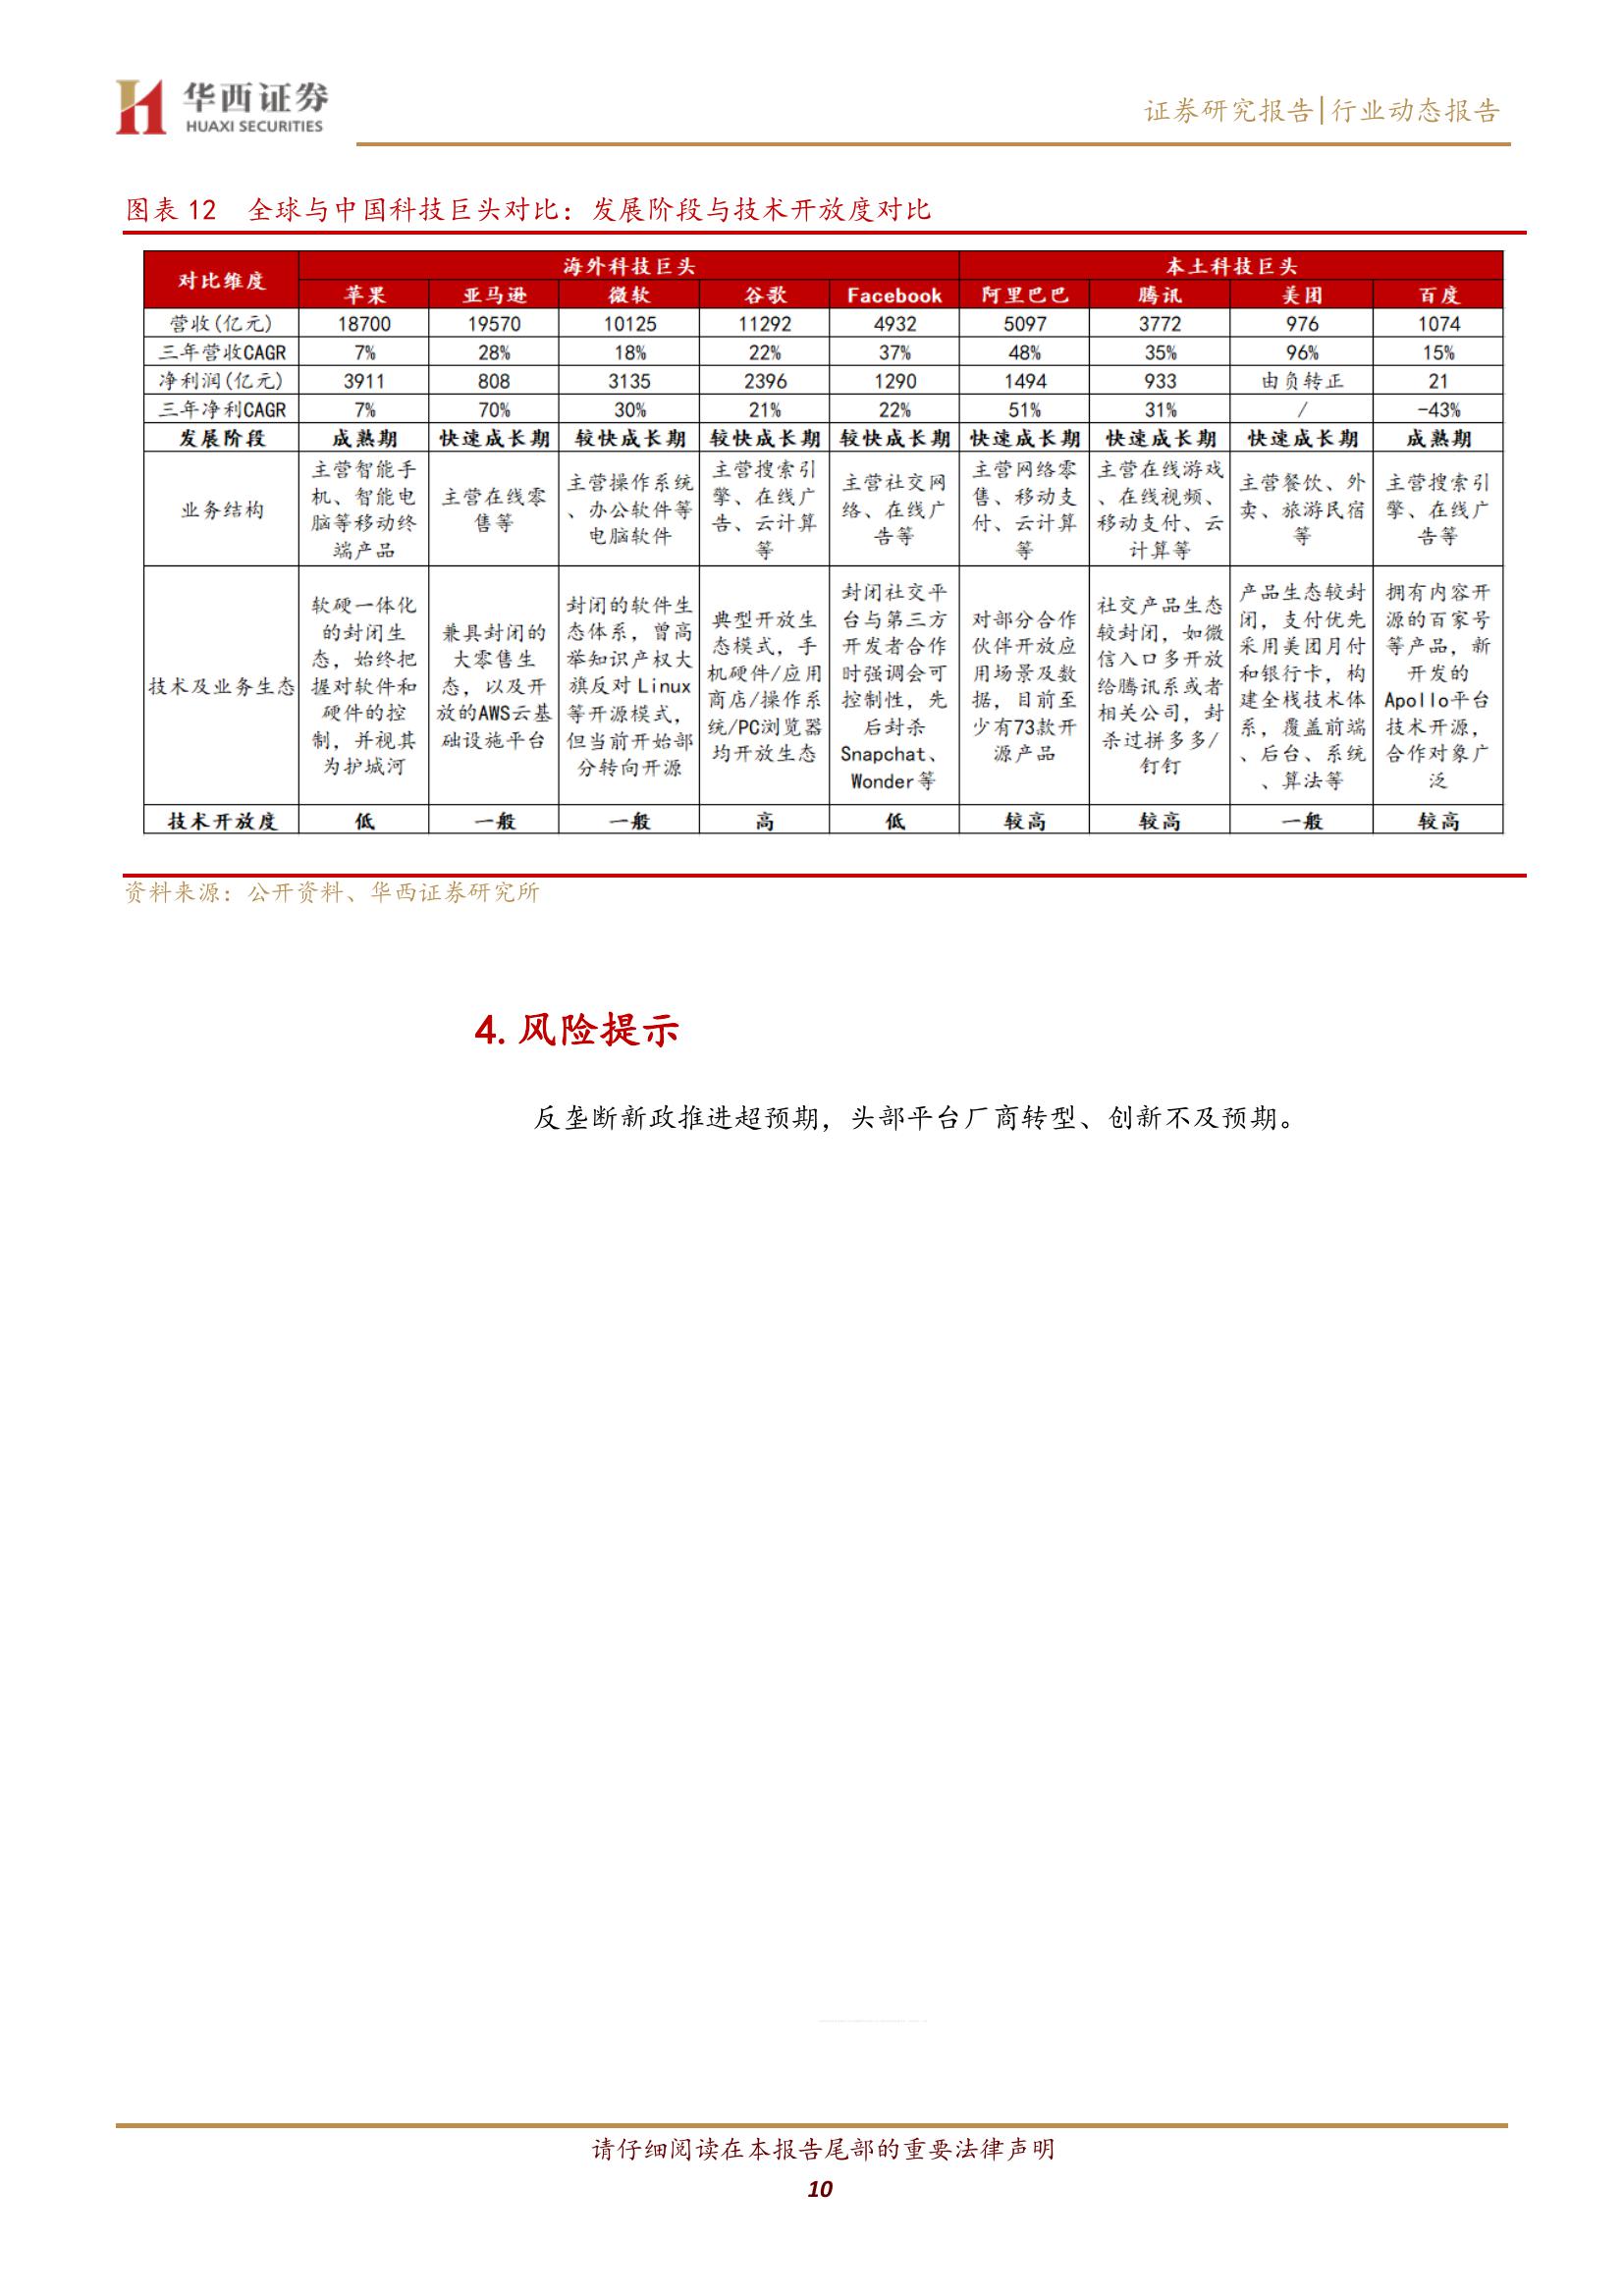 华西证券
HUAXI SECURITIES
证券研究报告|行业动态报告
图表 12 全球与中国科技巨头对比：发展阶段与技术开放度对比
对比维度 海外科技巨头 本土科技巨头
苹果 亚马逊 微软 谷歌 Facebook 阿里巴巴 腾讯 美团 百度
营收(亿元) 18700 19570 10125 11292 4932 5097 3772 976 1074
三年营收CAGR 7% 28% 18% 22% 37% 48% 35% 96% 15%
净利润(亿元) 3911 808 3135 2396 1290 1494 933 由负转正 21
三年净利CAGR 7% 70% 30% 21% 22% 51% 31% / -43%
发展阶段 成熟期 快速成长期 较快成长期 较快成长期 较快成长期 快速成长期 快速成长期 快速成长期 成熟期
业务结构
主营智能手
机、智能电
脑等移动终
端产品
主营在线零
售等
主营操作系统
、办公软件等
电脑软件
主营搜索引
擎、在线广
告、云计算
等
主营社交网
络、在线广
告等
主营网络零
售、移动支
付、云计算
等
主营在线游戏
、在线视频、
移动支付、云
计算等
主营餐饮、外
卖、旅游民宿
等
主营搜索引
擎、在线广
告等
技术及业务生态
软硬一体化
的封闭生
态，始终把
握对软件和
硬件的控
制，并视其
为护城河
兼具封闭的
大零售生
态，以及开
放的AWS云基
础设施平台
封闭的软件生
态体系，曾高
举知识产权大
旗反对Linux
等开源模式，
但当前开始部
分转向开源
典型开放生
态模式，手
机硬件/应用
商店/操作系
统/PC浏览器
均开放生态
封闭社交平
台与第三方
开发者合作
时强调会可
控制性，先
后封杀
Snapchat、
Wonder等
对部分合作
伙伴开放应
用场景及数
据，目前至
少有73款开
源产品
社交产品生态
较封闭，如微
信入口多开放
给腾讯系或者
相关公司，封
杀过拼多多/
钉钉
产品生态较封
闭，支付优先
采用美团月付
和银行卡，构
建全栈技术体
系，覆盖前端
、后台、系统
、算法等
拥有内容开
源的百家号
等产品，新
开发的
Apollo平台
技术开源，
合作对象广
泛
技术开放度 低 一般 一般 高 低 较高 较高 一般 较高
资料来源：公开资料、华西证券研究所
4. 风险提示
反垄断新政推进超预期，头部平台厂商转型、创新不及预期。
请仔细阅读在本报告尾部的重要法律声明
10